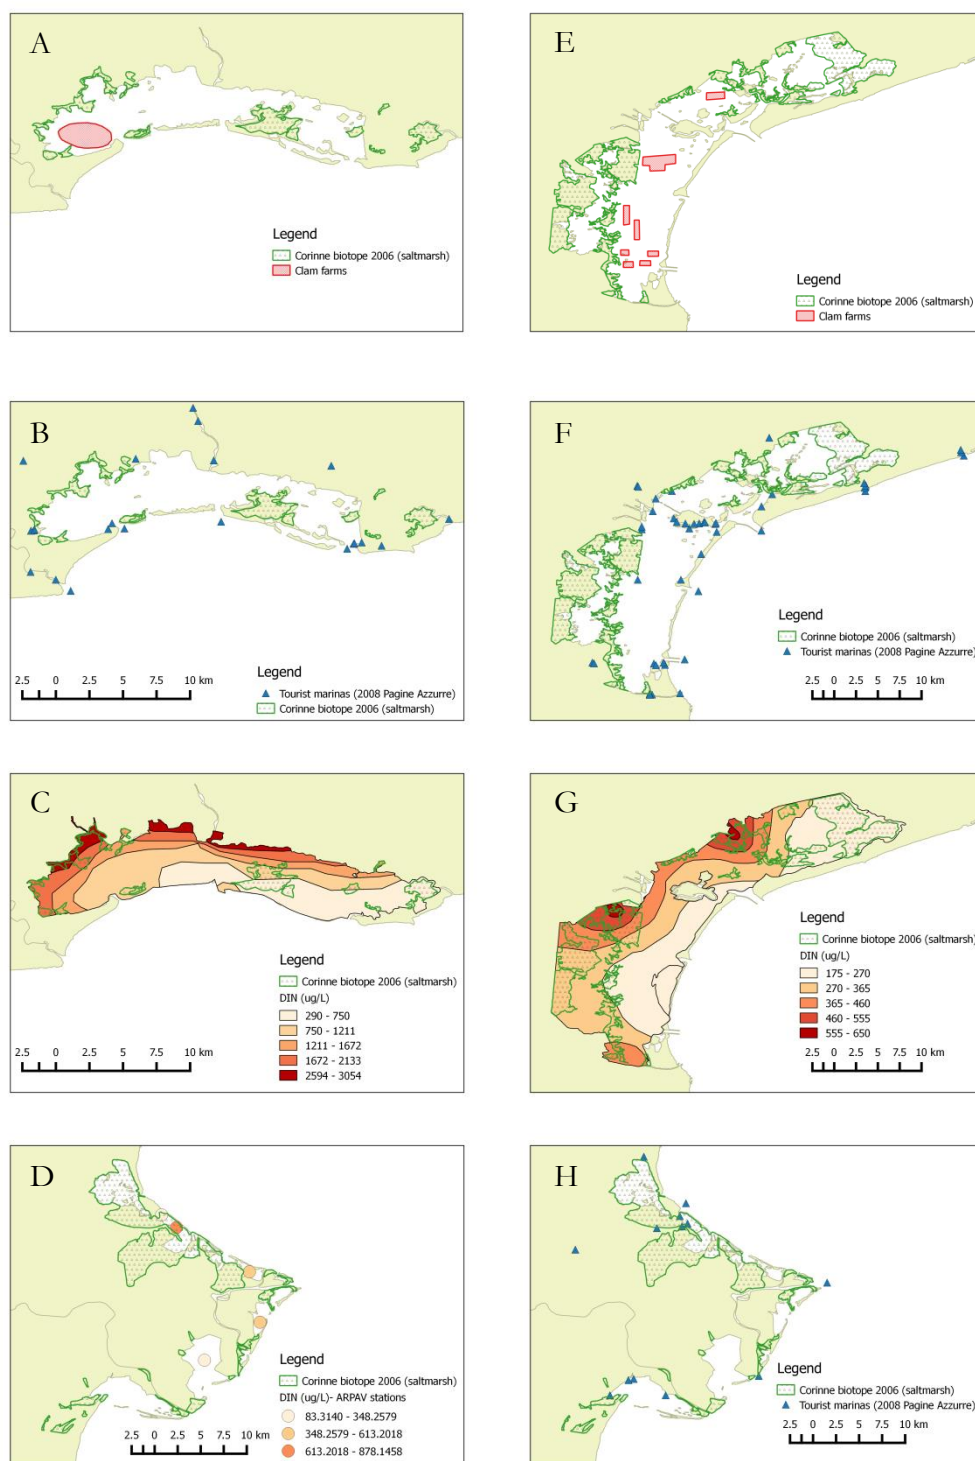 A
Legend
Corinne biotope 2006 (saltmarsh)
Clam farms
E
Legend
Corinne biotope 2006 (saltmarsh)
Clam farms
B
2.5 0 2.5 5 7.5 10 km
Legend
Tourist marinas (2008 Pagine Azzurre)
Corinne biotope 2006 (saltmarsh)
F
Legend
Corinne biotope 2006 (saltmarsh)
Tourist marinas (2008 Pagine Azzurre)
2.5 0 2.5 5 7.5 10 km
C
2.5 0 2.5 5 7.5 10 km
Legend
Corinne biotope 2006 (saltmarsh)
DIN (ug/L)
290 - 750
750 - 1211
1211 - 1672
1672 - 2133
2594 - 3054
G
Legend
Corinne biotope 2006 (saltmarsh)
DIN (ug/L)
175 - 270
270 - 365
365 - 460
460 - 555
555 - 650
2.5 0 2.5 5 7.5 10 km
D
2.5 0 2.5 5 7.5 10 km
Legend
Corinne biotope 2006 (saltmarsh)
DIN (ug/L)- ARPAV stations
83.3140 - 348.2579
348.2579 - 613.2018
613.2018 - 878.1458
H
Legend
Corinne biotope 2006 (saltmarsh)
Tourist marinas (2008 Pagine Azzurre)
2.5 0 2.5 5 7.5 10 km